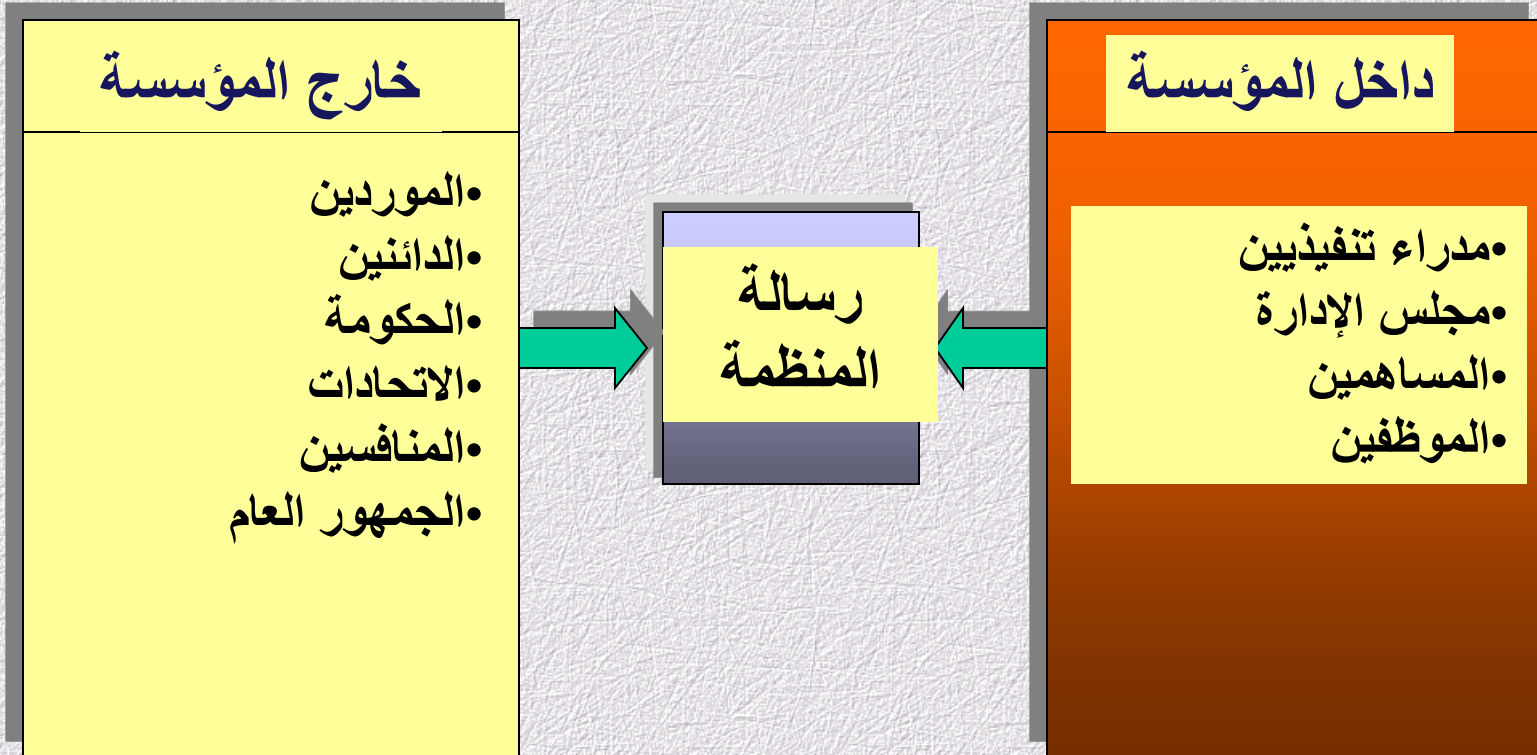 داخل المؤسسة
•مدراء تنفيذيين
•مجلس الإدارة
•المساهمين
•الموظفين
رسالة
المنظمة
خارج المؤسسة
•الموردين
•الدائنين
•الحكومة
•الاتحادات
•المنافسين
•الجمهور العام